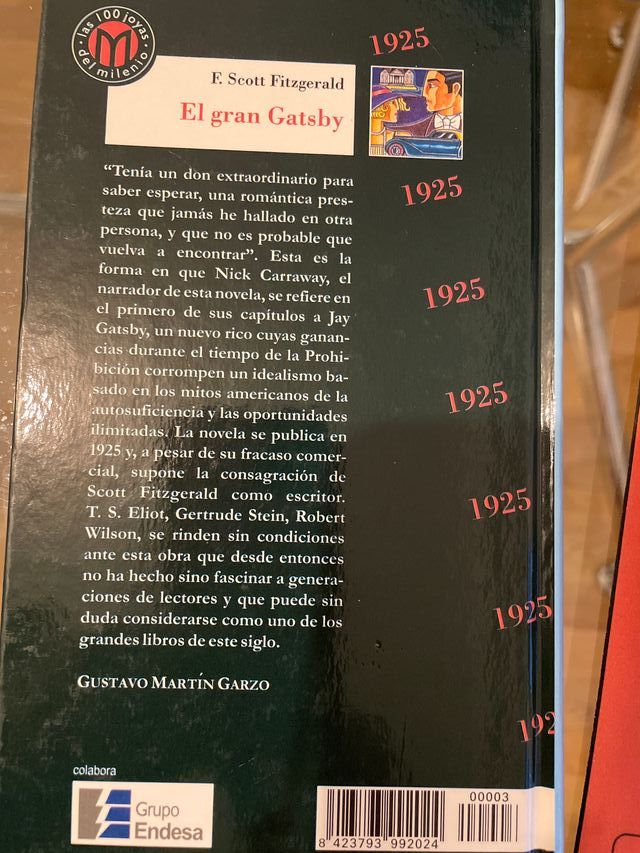 las 100 joyas
del milenio
1925
F. Scott Fitzgerald
El gran Gatsby
1925
“Tenía un don extraordinario para
saber esperar, una romántica pres-
teza que jamás he hallado en otra
persona, y que no es probable que
vuelva a encontrar”. Esta es la
forma en que Nick Carraway, el
narrador de esta novela, se refiere en
el primero de sus capítulos a Jay
Gatsby, un nuevo rico cuyas ganan-
cias durante el tiempo de la Prohi-
bición corrompen un idealismo ba-
sado en los mitos americanos de la
autosuficiencia y las oportunidades
ilimitadas. La novela se publica en
1925 y, a pesar de su fracaso comer-
cial, supone la consagración de
Scott Fitzgerald como escritor.
T. S. Eliot, Gertrude Stein, Robert
Wilson, se rinden sin condiciones
ante esta obra que desde entonces
no ha hecho sino fascinar a genera-
ciones de lectores y que puede sin
duda considerarse como uno de los
grandes libros de este siglo.
GUSTAVO MARTÍN GARZO
1925
1925
1925
1925
192
colabora
Grupo
Endesa
00003
8 423793 992024